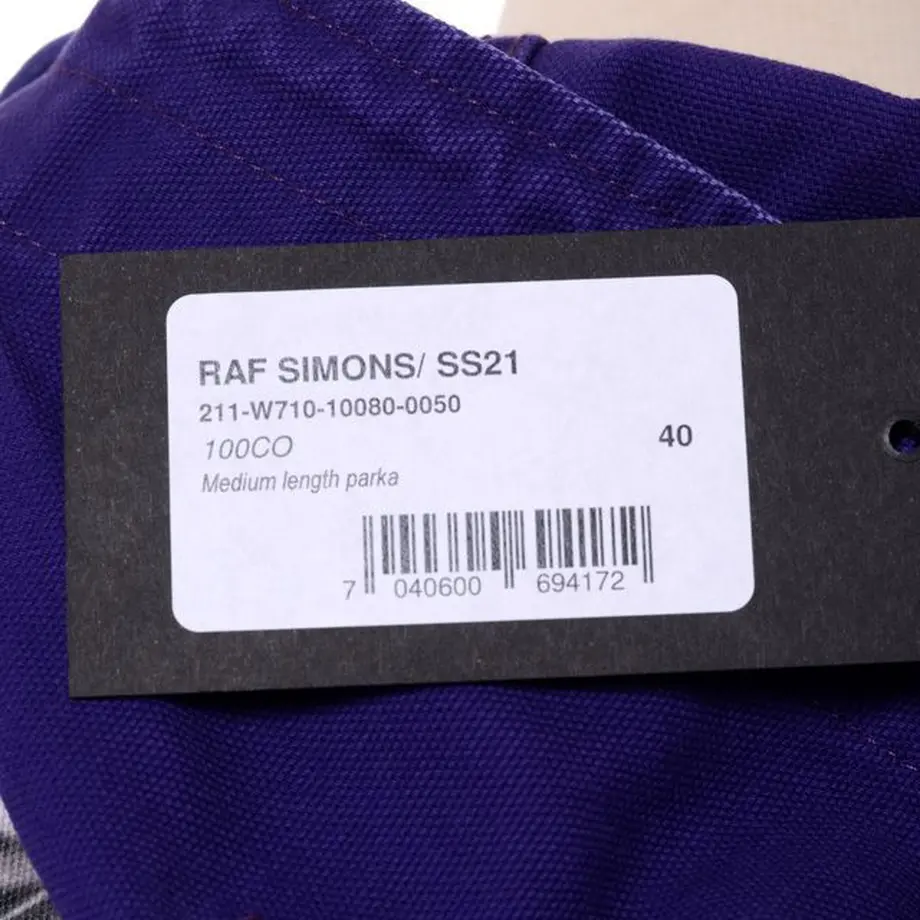 RAF SIMONS/ SS21
211-W710-10080-0050
100CO
40
Medium length parka
7 040600 694172